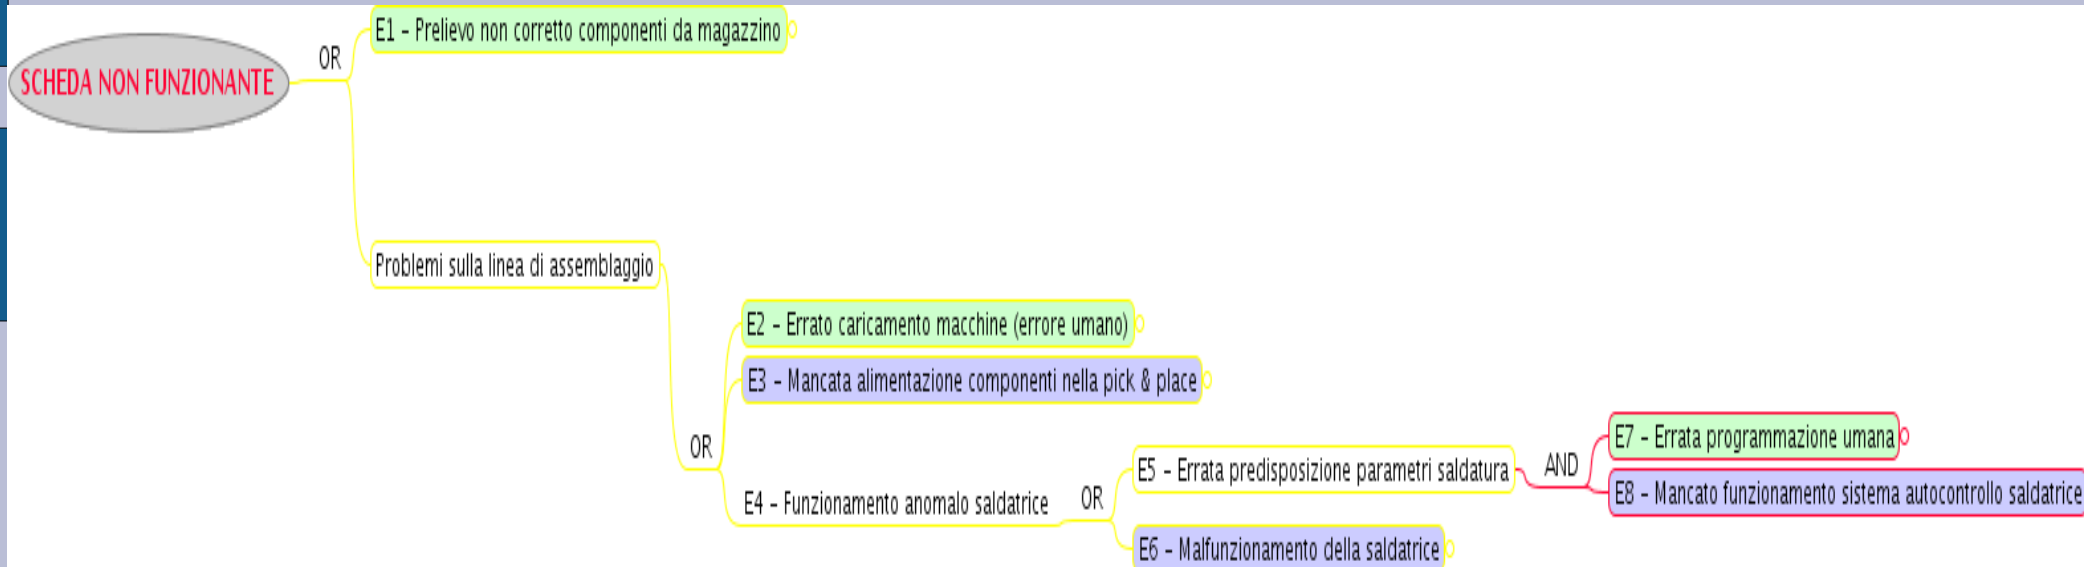 E1 – Prelievo non corretto componenti da magazzino
OR
SCHEDA NON FUNZIONANTE
Problemi sulla linea di assemblaggio
E2 – Errato caricamento macchine (errore umano)
E3 – Mancata alimentazione componenti nella pick & place
OR
E7 – Errata programmazione umana
E5 – Errata predisposizione parametri saldatura
AND
E8 – Mancato funzionamento sistema autocontrollo saldatrice
E4 – Funzionamento anomalo saldatrice
OR
E6 – Malfunzionamento della saldatrice